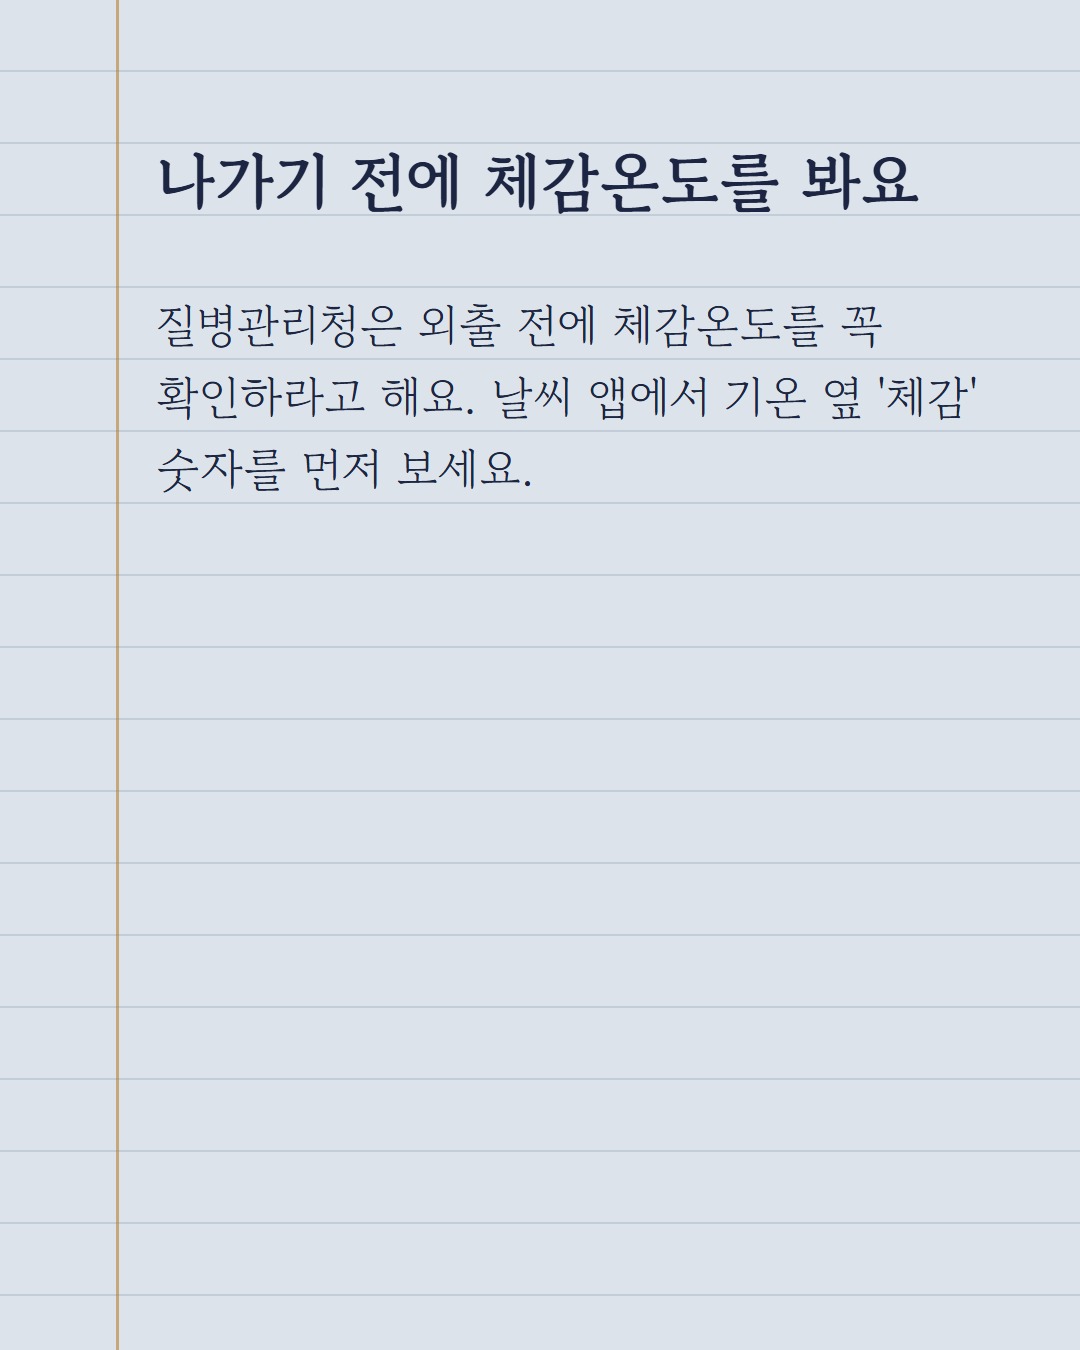 나가기 전에 체감온도를 봐요
질병관리청은 외출 전에 체감온도를 꼭
확인하라고 해요. 날씨 앱에서 기온 옆 '체감'
숫자를 먼저 보세요.